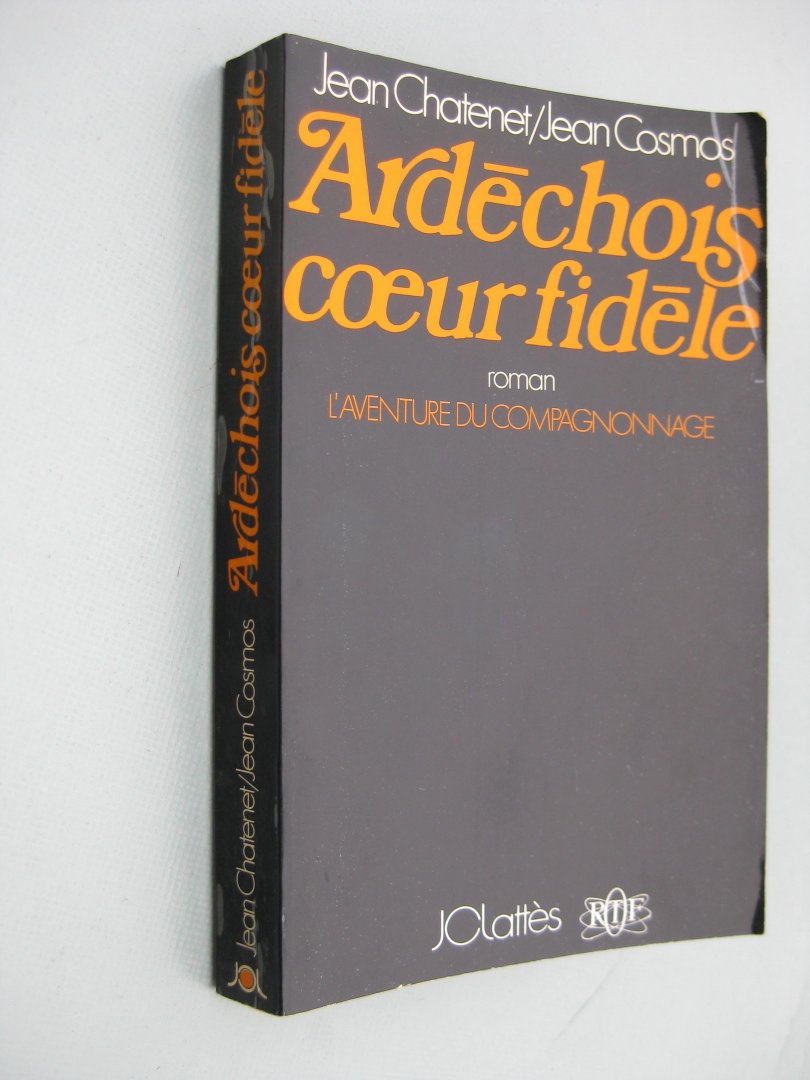 Jean Chatenet/Jean Cosmos
Ardēchois
cœur fidēle
roman
L'AVENTURE DU COMPAGNONNAGE
JCLattès
RTF
Jean Chatenet/Jean Cosmos Ardēchois cœur fidēle